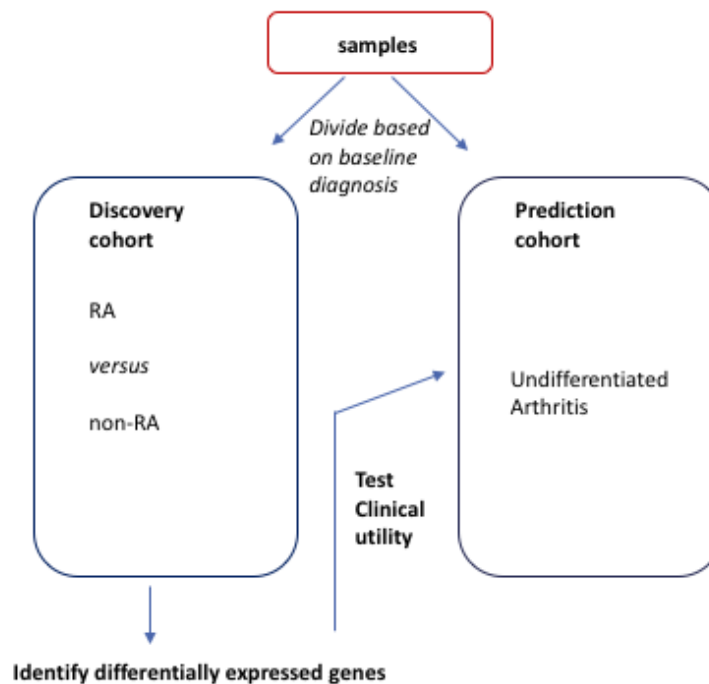 samples
Divide based
on baseline
diagnosis
Discovery
cohort
RA
versus
non-RA
Prediction
cohort
Undifferentiated
Arthritis
Test
Clinical
utility
Identify differentially expressed genes